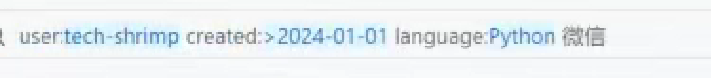 user:tech-shrimp created:>2024-01-01 language:Python 微信